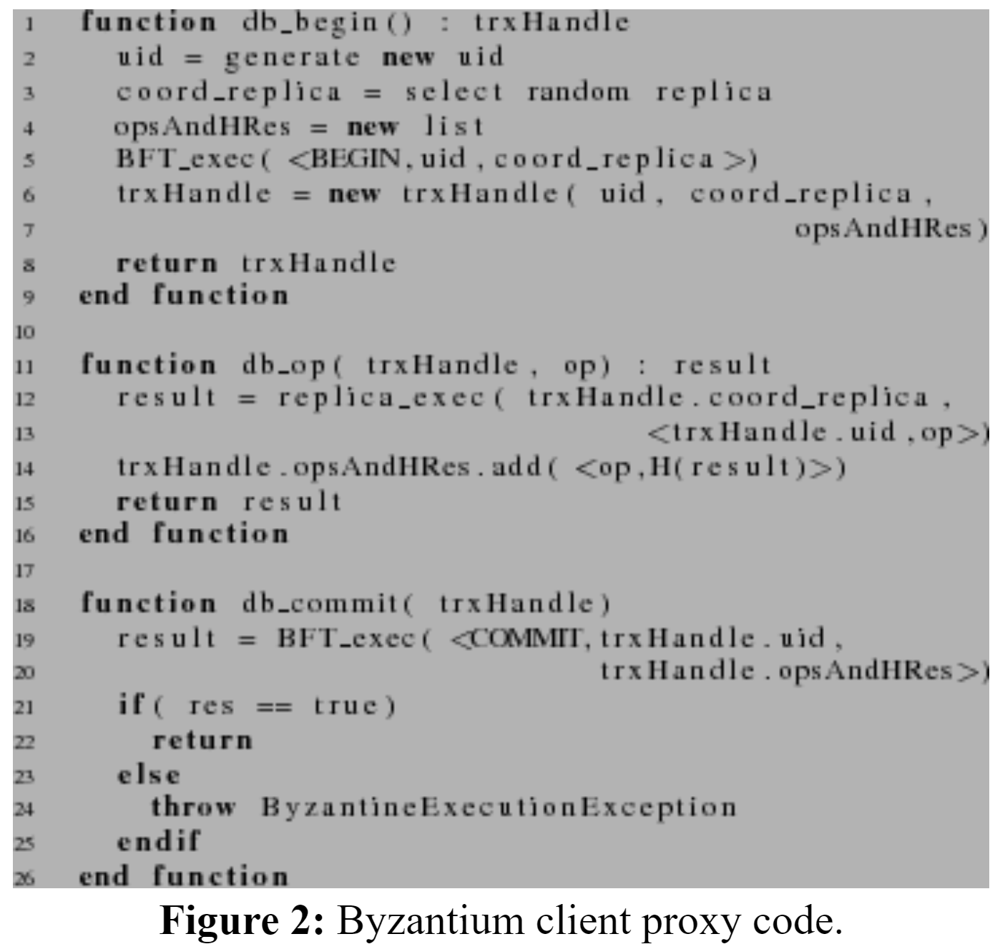 1 function db_begin() : trxHandle
2 uid = generate new uid
3 coord_replica = select random replica
4 opsAndHRes = new list
5 BFT_exec( <BEGIN,uid,coord_replica>)
6 trxHandle = new trxHandle( uid, coord_replica,
7 opsAndHRes)
8 return trxHandle
9 end function
10
11 function db_op( trxHandle, op) : result
12 result = replica_exec( trxHandle.coord_replica,
13 <trxHandle.uid,op>)
14 trxHandle.opsAndHRes.add( <op,H(result)>)
15 return result
16 end function
17
18 function db_commit( trxHandle)
19 result = BFT_exec( <COMMIT,trxHandle.uid,
20 trxHandle.opsAndHRes>)
21 if( res == true)
22 return
23 else
24 throw ByzantineExecutionException
25 endif
26 end function
Figure 2: Byzantium client proxy code.